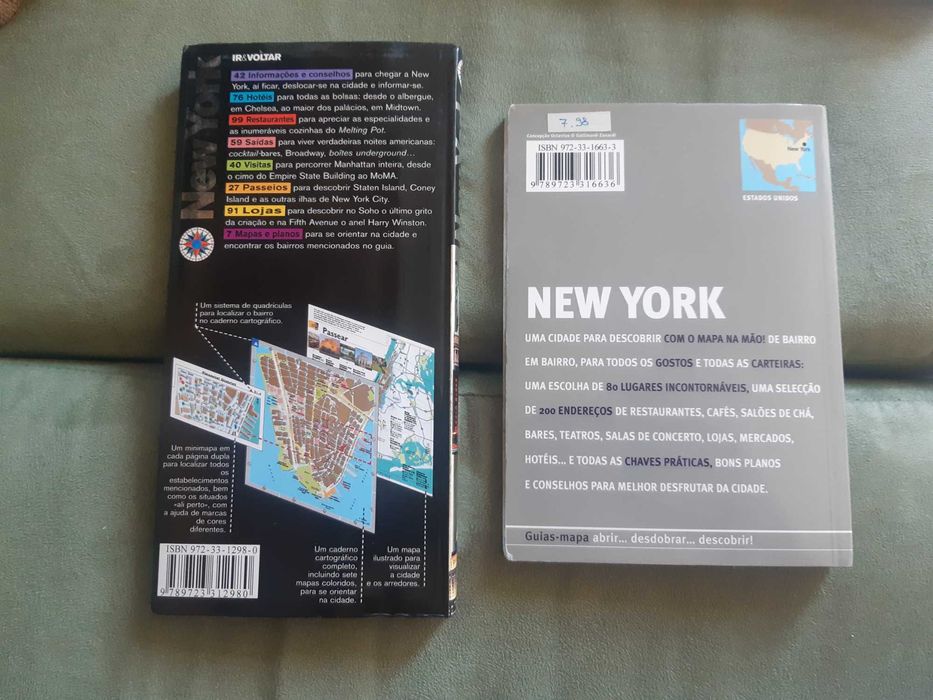 New York
IR&VOLTAR
42 Informações e conselhos para chegar a New
York, aí ficar, deslocar-se na cidade e informar-se.
76 Hotéis para todas as bolsas: desde o albergue,
em Chelsea, ao maior dos palácios, em Midtown.
99 Restaurantes para apreciar as especialidades e
as inumeráveis cozinhas do Melting Pot.
59 Saídas para viver verdadeiras noites americanas:
cocktail-bares, Broadway, boîtes underground...
40 Visitas para percorrer Manhattan inteira, desde
o cimo do Empire State Building ao MoMA.
27 Passeios para descobrir Staten Island, Coney
Island e as outras ilhas de New York City.
91 Lojas para descobrir no Soho o último grito
da criação e na Fifth Avenue o anel Harry Winston.
7 Mapas e planos para se orientar na cidade e
encontrar os bairros mencionados no guia.
Um sistema de quadrículas
para localizar o bairro
no caderno cartográfico.
Passear
Um minimapa em
cada página dupla
para localizar todos
os
estabelecimentos
mencionados, bem
como os situados
«ali perto», com
a ajuda de marcas
de cores
diferentes.
Um caderno
cartográfico
completo,
incluindo sete
mapas coloridos,
para se orientar
na cidade.
Um mapa
ilustrado para
visualizar
a cidade
e os arredores.
ISBN 972-33-1298-0
9 789723 312980
7.98
Concepção Octavius © Gallimard-Evuardi
ISBN 972-33-1663-3
9 789723 316636
New York
ESTADOS UNIDOS
NEW YORK
UMA CIDADE PARA DESCOBRIR COM O MAPA NA MÃO! DE BAIRRO
EM BAIRRO, PARA TODOS OS GOSTOS E TODAS AS CARTEIRAS:
UMA ESCOLHA DE 80 LUGARES INCONTORNÁVEIS, UMA SELECÇÃO
DE 200 ENDEREÇOS DE RESTAURANTES, CAFÉS, SALÕES DE CHÁ,
BARES, TEATROS, SALAS DE CONCERTO, LOJAS, MERCADOS,
HOTÉIS... E TODAS AS CHAVES PRÁTICAS, BONS PLANOS
E CONSELHOS PARA MELHOR DESFRUTAR DA CIDADE.
Guias-mapa abrir... desdobrar... descobrir!